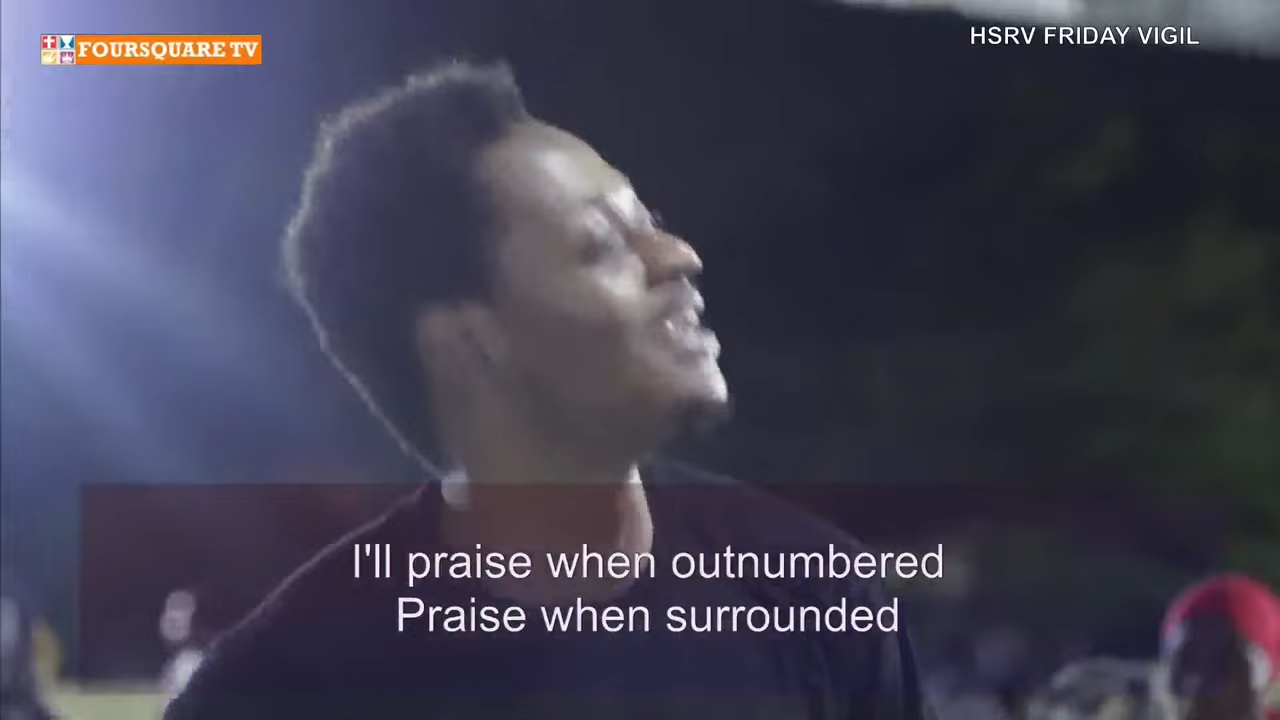 FOURSQUARE TV
HSRV FRIDAY VIGIL
I'll praise when outnumbered
Praise when surrounded